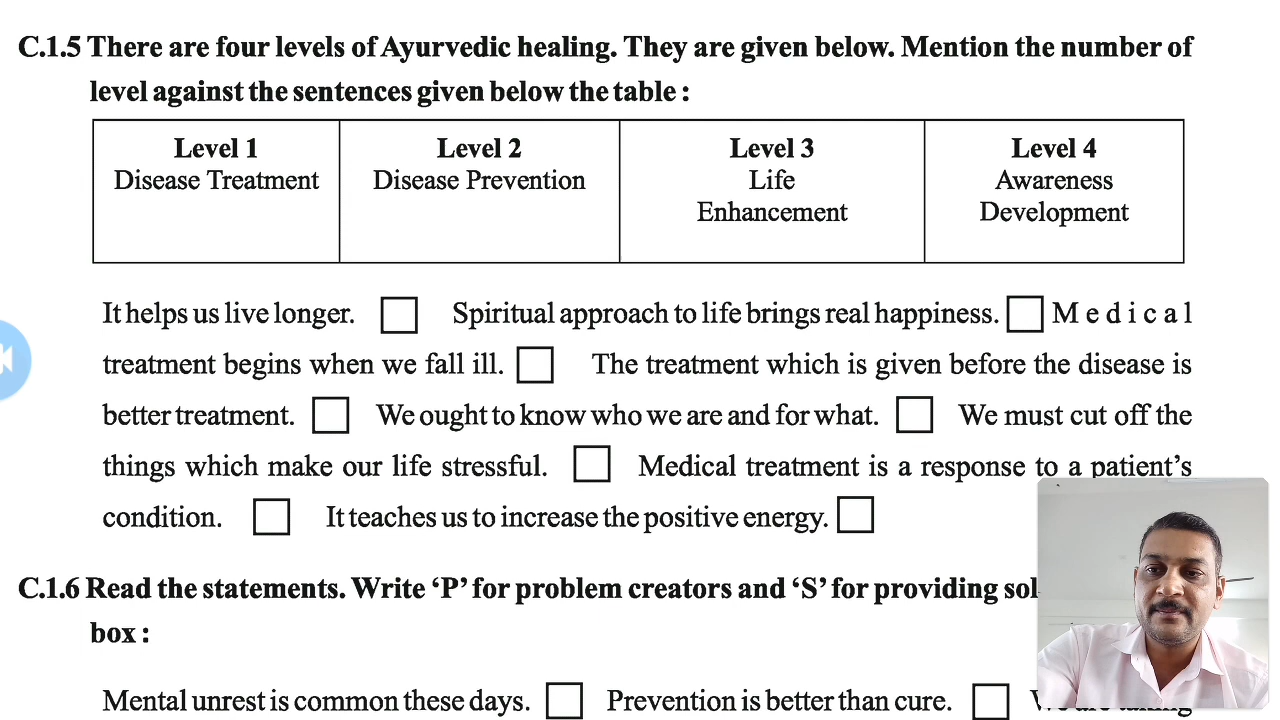 C.1.5 There are four levels of Ayurvedic healing. They are given below. Mention the number of
level against the sentences given below the table :
Level 1 Level 2 Level 3 Level 4
Disease Treatment Disease Prevention Life Awareness
Enhancement Development
It helps us live longer. Spiritual approach to life brings real happiness. Medical
treatment begins when we fall ill. The treatment which is given before the disease is
better treatment. We ought to know who we are and for what. We must cut off the
things which make our life stressful. Medical treatment is a response to a patient's
condition. It teaches us to increase the positive energy.
C.1.6 Read the statements. Write 'P' for problem creators and 'S' for providing
box :
Mental unrest is common these days. Prevention is better than cure.